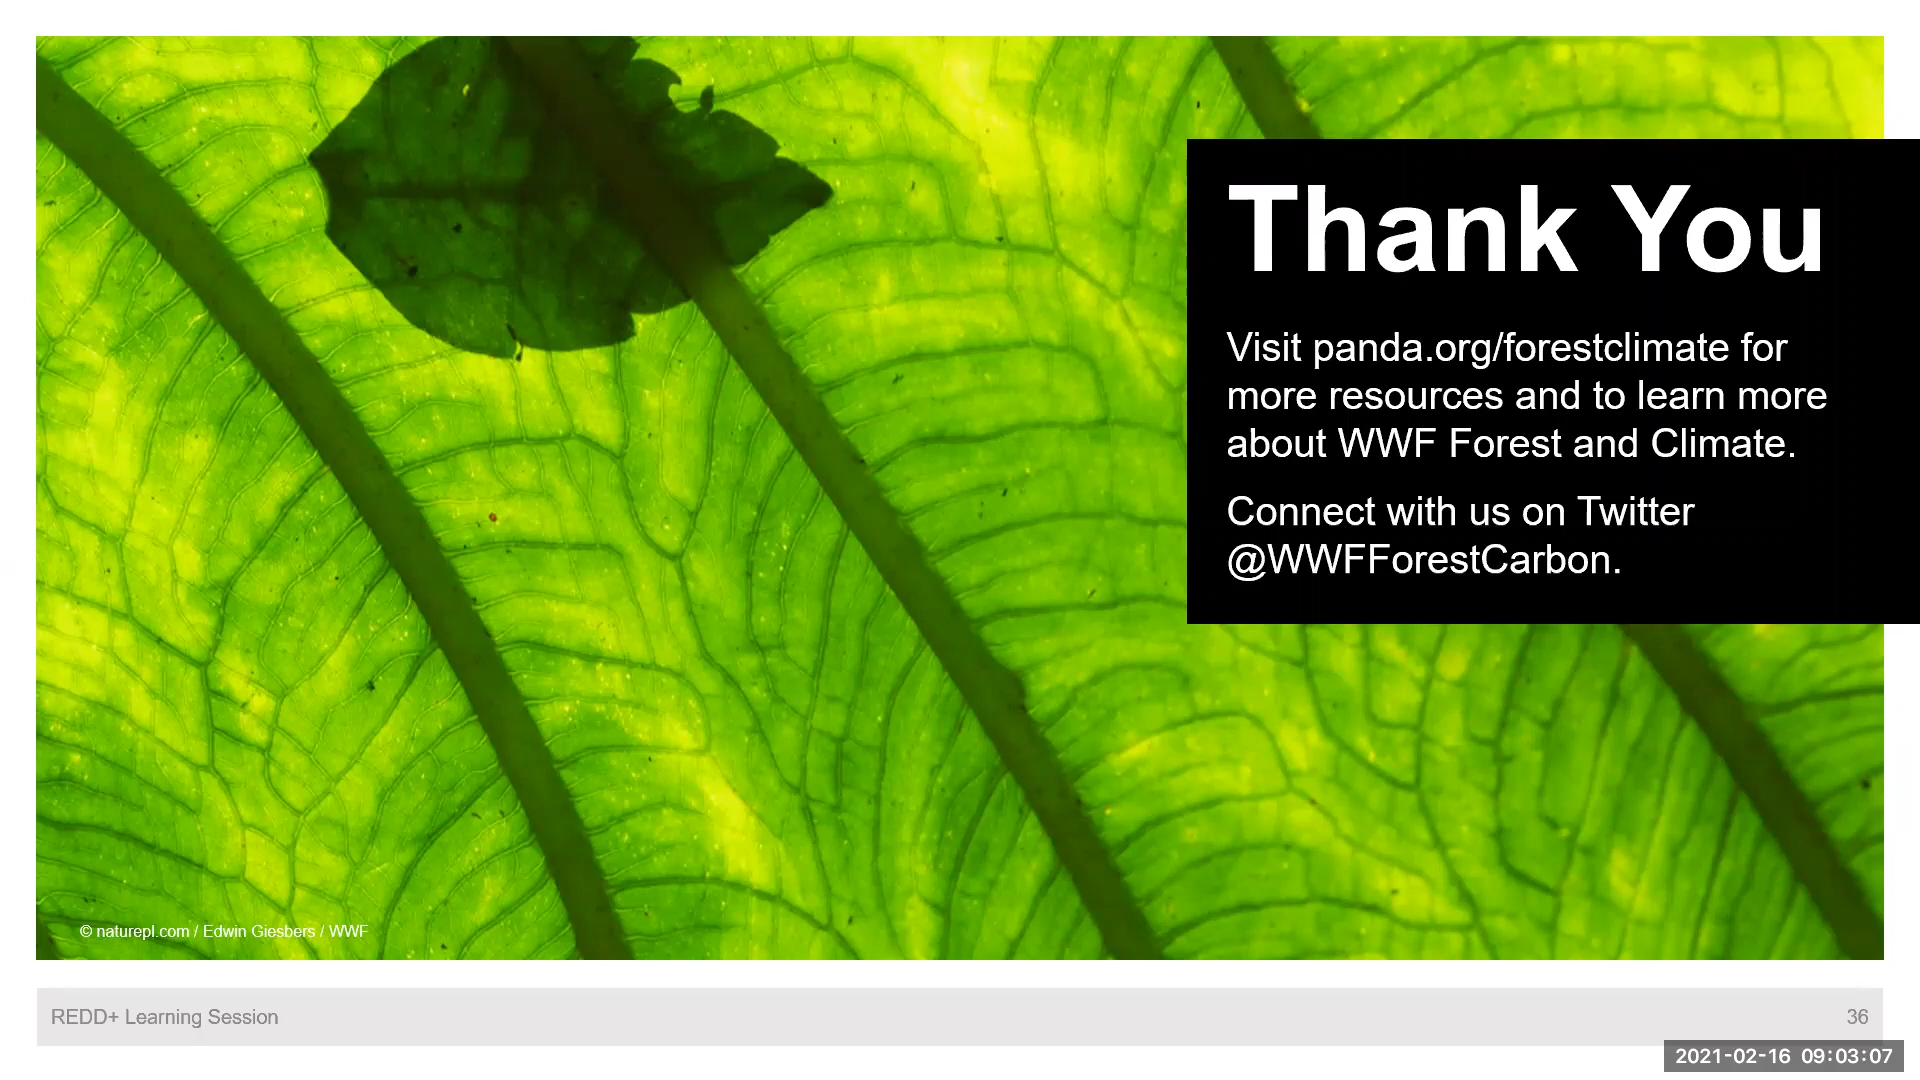 Thank You
Visit panda.org/forestclimate for
more resources and to learn more
about WWF Forest and Climate.
Connect with us on Twitter
@WWFForestCarbon.
© naturepl.com / Edwin Giesbers / WWF
REDD+ Learning Session
36
2021-02-16 09:03:07